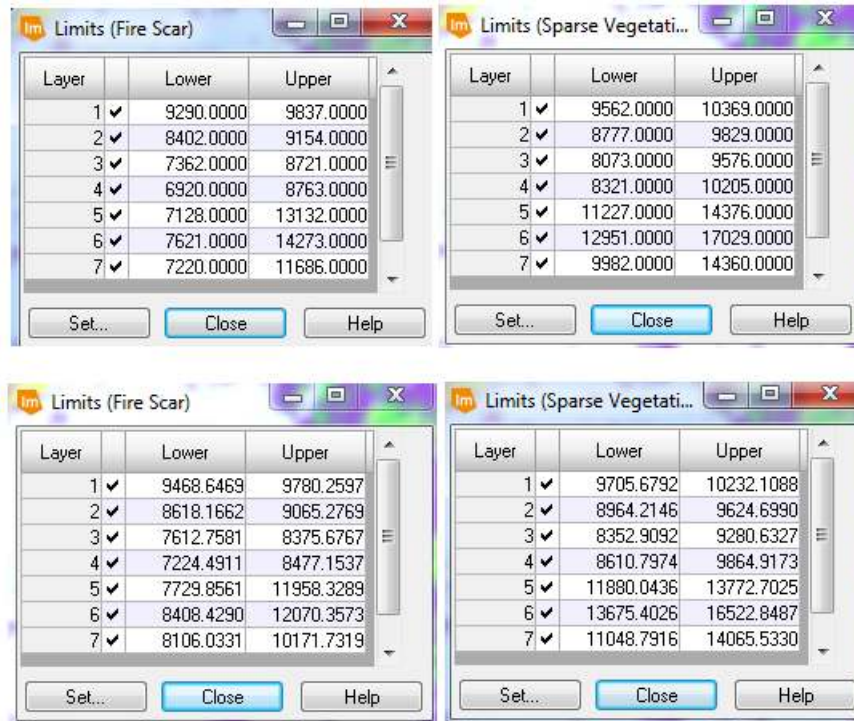 Im Limits (Fire Scar)
Layer Lower Upper
1 ✔ 9290.0000 9837.0000
2 ✔ 8402.0000 9154.0000
3 ✔ 7362.0000 8721.0000
4 ✔ 6920.0000 8763.0000
5 ✔ 7128.0000 13132.0000
6 ✔ 7621.0000 14273.0000
7 ✔ 7220.0000 11686.0000
Set... Close Help
Im Limits (Sparse Vegetati...
Layer Lower Upper
1 ✔ 9562.0000 10369.0000
2 ✔ 8777.0000 9829.0000
3 ✔ 8073.0000 9576.0000
4 ✔ 8321.0000 10205.0000
5 ✔ 11227.0000 14376.0000
6 ✔ 12951.0000 17029.0000
7 ✔ 9982.0000 14360.0000
Set... Close Help
Im Limits (Fire Scar)
Layer Lower Upper
1 ✔ 9468.6469 9780.2597
2 ✔ 8618.1662 9065.2769
3 ✔ 7612.7581 8375.6767
4 ✔ 7224.4911 8477.1537
5 ✔ 7729.8561 11958.3289
6 ✔ 8408.4290 12070.3573
7 ✔ 8106.0331 10171.7319
Set... Close Help
Im Limits (Sparse Vegetati...
Layer Lower Upper
1 ✔ 9705.6792 10232.1088
2 ✔ 8964.2146 9624.6990
3 ✔ 8352.9092 9280.6327
4 ✔ 8610.7974 9864.9173
5 ✔ 11880.0436 13772.7025
6 ✔ 13675.4026 16522.8487
7 ✔ 11048.7916 14065.5330
Set... Close Help